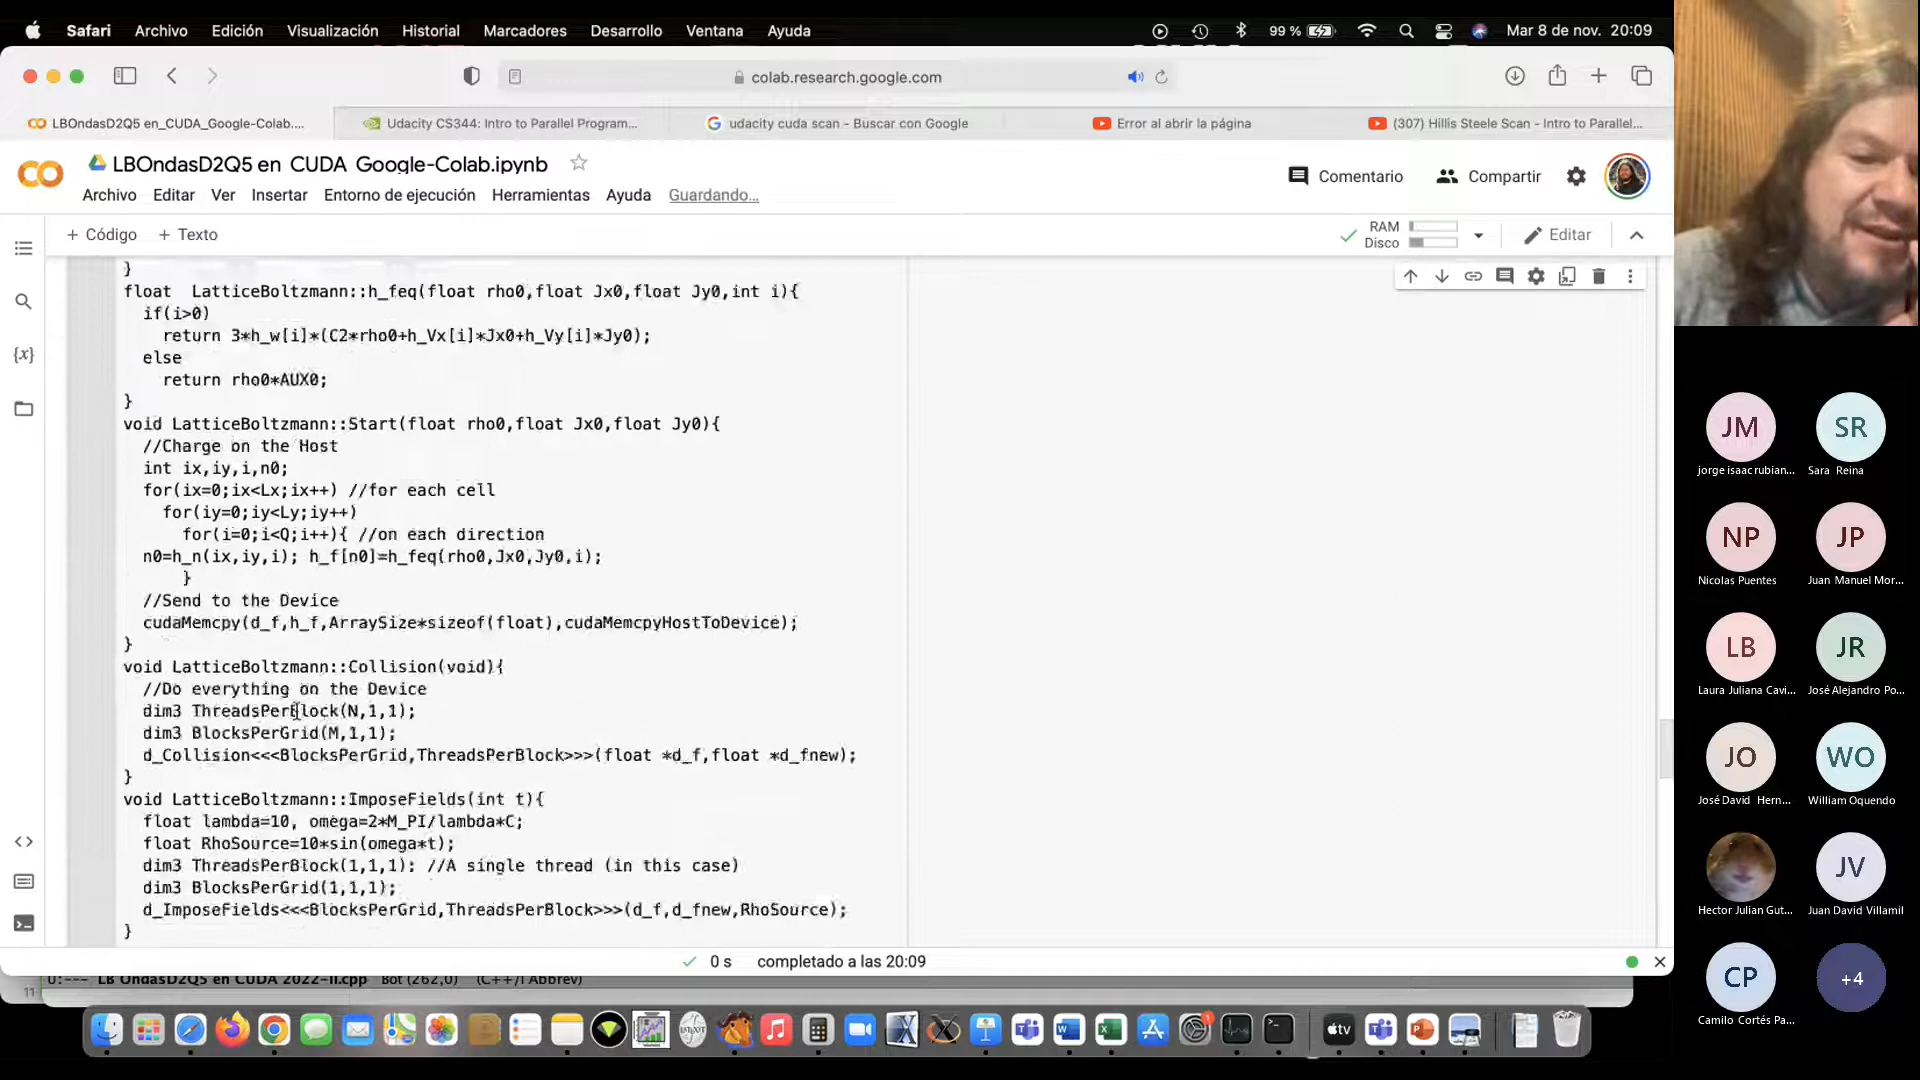 Safari Archivo Edición Visualización Historial Marcadores Desarrollo Ventana Ayuda 99 % Mar 8 de nov. 20:09
colab.research.google.com
LBOndasD2Q5 en_CUDA_Google-Colab.... Udacity CS344: Intro to Parallel Program... udacity cuda scan - Buscar con Google Error al abrir la página (307) Hillis Steele Scan - Intro to Parallel...
LBOndasD2Q5 en CUDA Google-Colab.ipynb
Comentario Compartir
Archivo Editar Ver Insertar Entorno de ejecución Herramientas Ayuda Guardando...
+ Código + Texto RAM Disco Editar
}
float LatticeBoltzmann::h_feq(float rho0,float Jx0,float Jy0,int i){
if(i>0)
return 3*h_w[i]*(C2*rho0+h_Vx[i]*Jx0+h_Vy[i]*Jy0);
else
return rho0*AUX0;
}
void LatticeBoltzmann::Start(float rho0,float Jx0,float Jy0){
//Charge on the Host
int ix,iy,i,n0;
for(ix=0;ix<Lx;ix++) //for each cell
for(iy=0;iy<Ly;iy++)
for(i=0;i<Q;i++){ //on each direction
n0=h_n(ix,iy,i); h_f[n0]=h_feq(rho0,Jx0,Jy0,i);
}
//Send to the Device
cudaMemcpy(d_f,h_f,ArraySize*sizeof(float),cudaMemcpyHostToDevice);
}
void LatticeBoltzmann::Collision(void){
//Do everything on the Device
dim3 ThreadsPerBlock(N,1,1);
dim3 BlocksPerGrid(M,1,1);
d_Collision<<<BlocksPerGrid,ThreadsPerBlock>>>(float *d_f,float *d_fnew);
}
void LatticeBoltzmann::ImposeFields(int t){
float lambda=10, omega=2*M_PI/lambda*C;
float RhoSource=10*sin(omega*t);
dim3 ThreadsPerBlock(1,1,1); //A single thread (in this case)
dim3 BlocksPerGrid(1,1,1);
d_ImposeFields<<<BlocksPerGrid,ThreadsPerBlock>>>(d_f,d_fnew,RhoSource);
}
0 s completado a las 20:09
U:--- LB OndasD2Q5 en CUDA 2022-II.cpp Bot (262,0) (C++/l Abbrev)
11
JM SR
jorge isaac rubian... Sara Reina
NP JP
Nicolas Puentes Juan Manuel Mor...
LB JR
Laura Juliana Cavi... José Alejandro Po...
JO WO
José David Hern... William Oquendo
JV
Hector Julian Gut... Juan David Villamil
CP +4
Camilo Cortés Pa...
tv